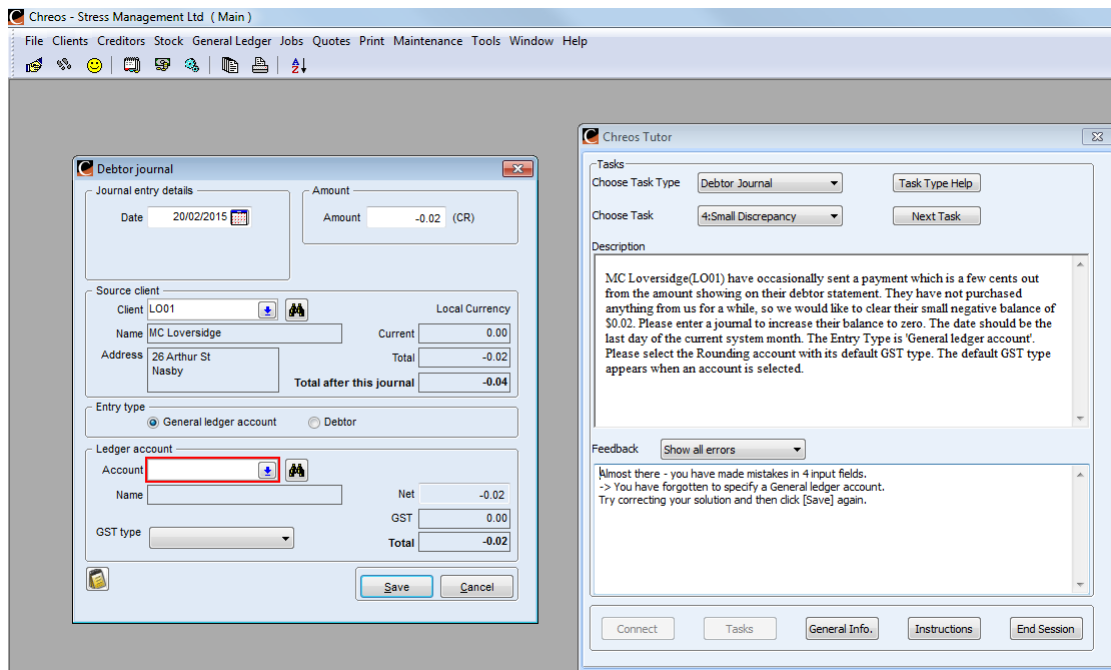 Chreos - Stress Management Ltd ( Main )
File Clients Creditors Stock General Ledger Jobs Quotes Print Maintenance Tools Window Help
Debtor journal
Journal entry details
Date 20/02/2015
Amount
Amount -0.02 (CR)
Source client
Client LO01
Local Currency
Name MC Loversidge
Current 0.00
Address 26 Arthur St
Nasby
Total -0.02
Total after this journal -0.04
Entry type
General ledger account Debtor
Ledger account
Account
Name
Net -0.02
GST 0.00
GST type
Total -0.02
Save Cancel
Chreos Tutor
Tasks
Choose Task Type Debtor Journal Task Type Help
Choose Task 4:Small Discrepancy Next Task
Description
MC Loversidge(LO01) have occasionally sent a payment which is a few cents out
from the amount showing on their debtor statement. They have not purchased
anything from us for a while, so we would like to clear their small negative balance of
$0.02. Please enter a journal to increase their balance to zero. The date should be the
last day of the current system month. The Entry Type is 'General ledger account'.
Please select the Rounding account with its default GST type. The default GST type
appears when an account is selected.
Feedback Show all errors
Almost there - you have made mistakes in 4 input fields.
-> You have forgotten to specify a General ledger account.
Try correcting your solution and then click [Save] again.
Connect Tasks General Info. Instructions End Session